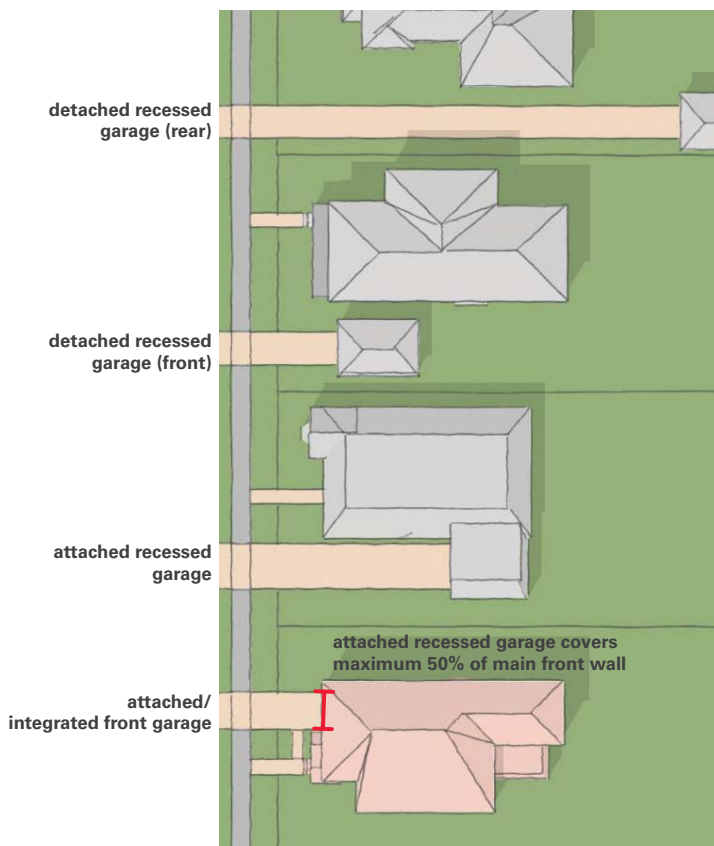 detached recessed
garage (rear)
detached recessed
garage (front)
attached recessed
garage
attached recessed garage covers
maximum 50% of main front wall
attached/
integrated front garage